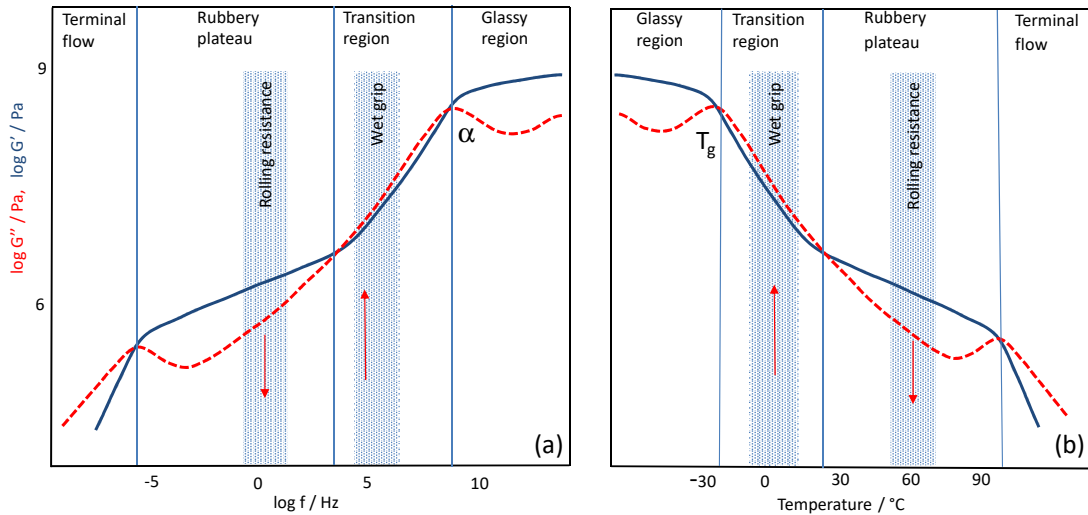 Terminal
flow
Rubbery
plateau
Transition
region
Glassy
region
9
6
log G″ / Pa, log G′ / Pa
Rolling resistance
Wet grip
α
(a)
-5
0
5
10
log f / Hz
Glassy
region
Transition
region
Rubbery
plateau
Terminal
flow
Tg
Wet grip
Rolling resistance
(b)
-30
0
30
60
90
Temperature / °C